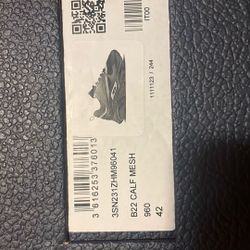 IT00
1111123 / 244
3 616253 376013
3SN231ZHM96041
B22 CALF MESH
960
42